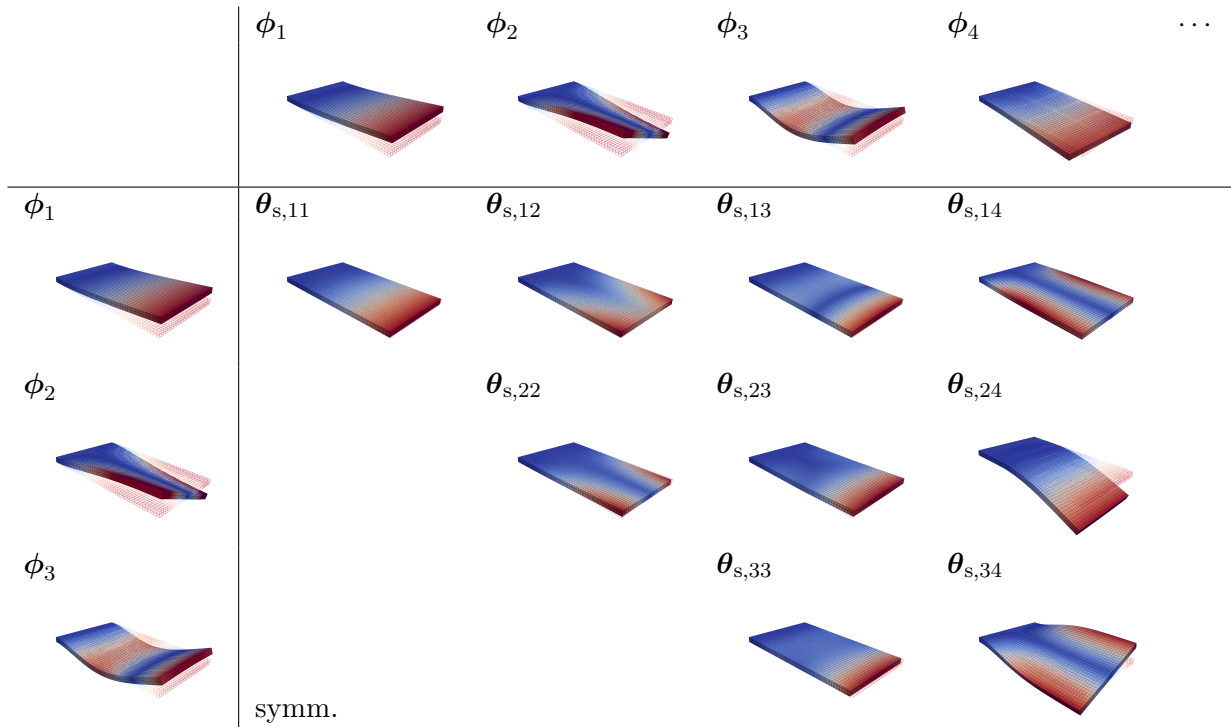 ϕ₁ ϕ₂ ϕ₃ ϕ₄ ⋯
ϕ₁ θₛ,₁₁ θₛ,₁₂ θₛ,₁₃ θₛ,₁₄
ϕ₂ θₛ,₂₂ θₛ,₂₃ θₛ,₂₄
ϕ₃ θₛ,₃₃ θₛ,₃₄
symm.